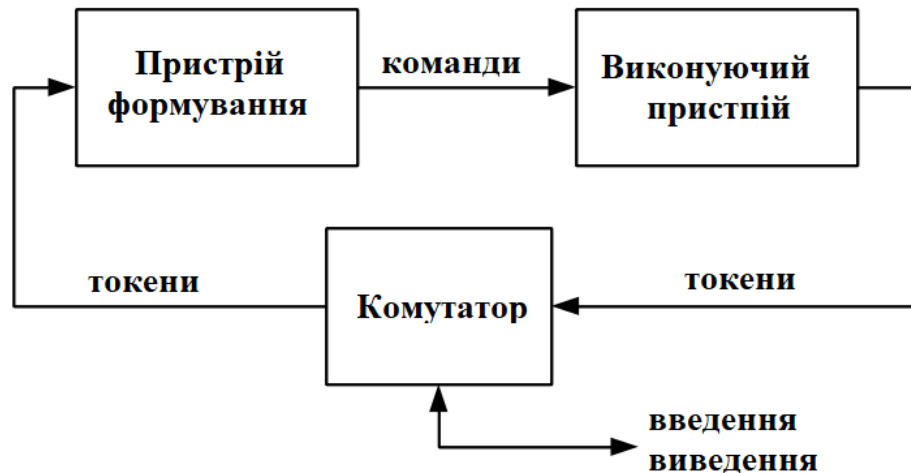 Пристрій
формування
команди
Виконуючий
пристпій
токени
Комутатор
токени
введення
виведення